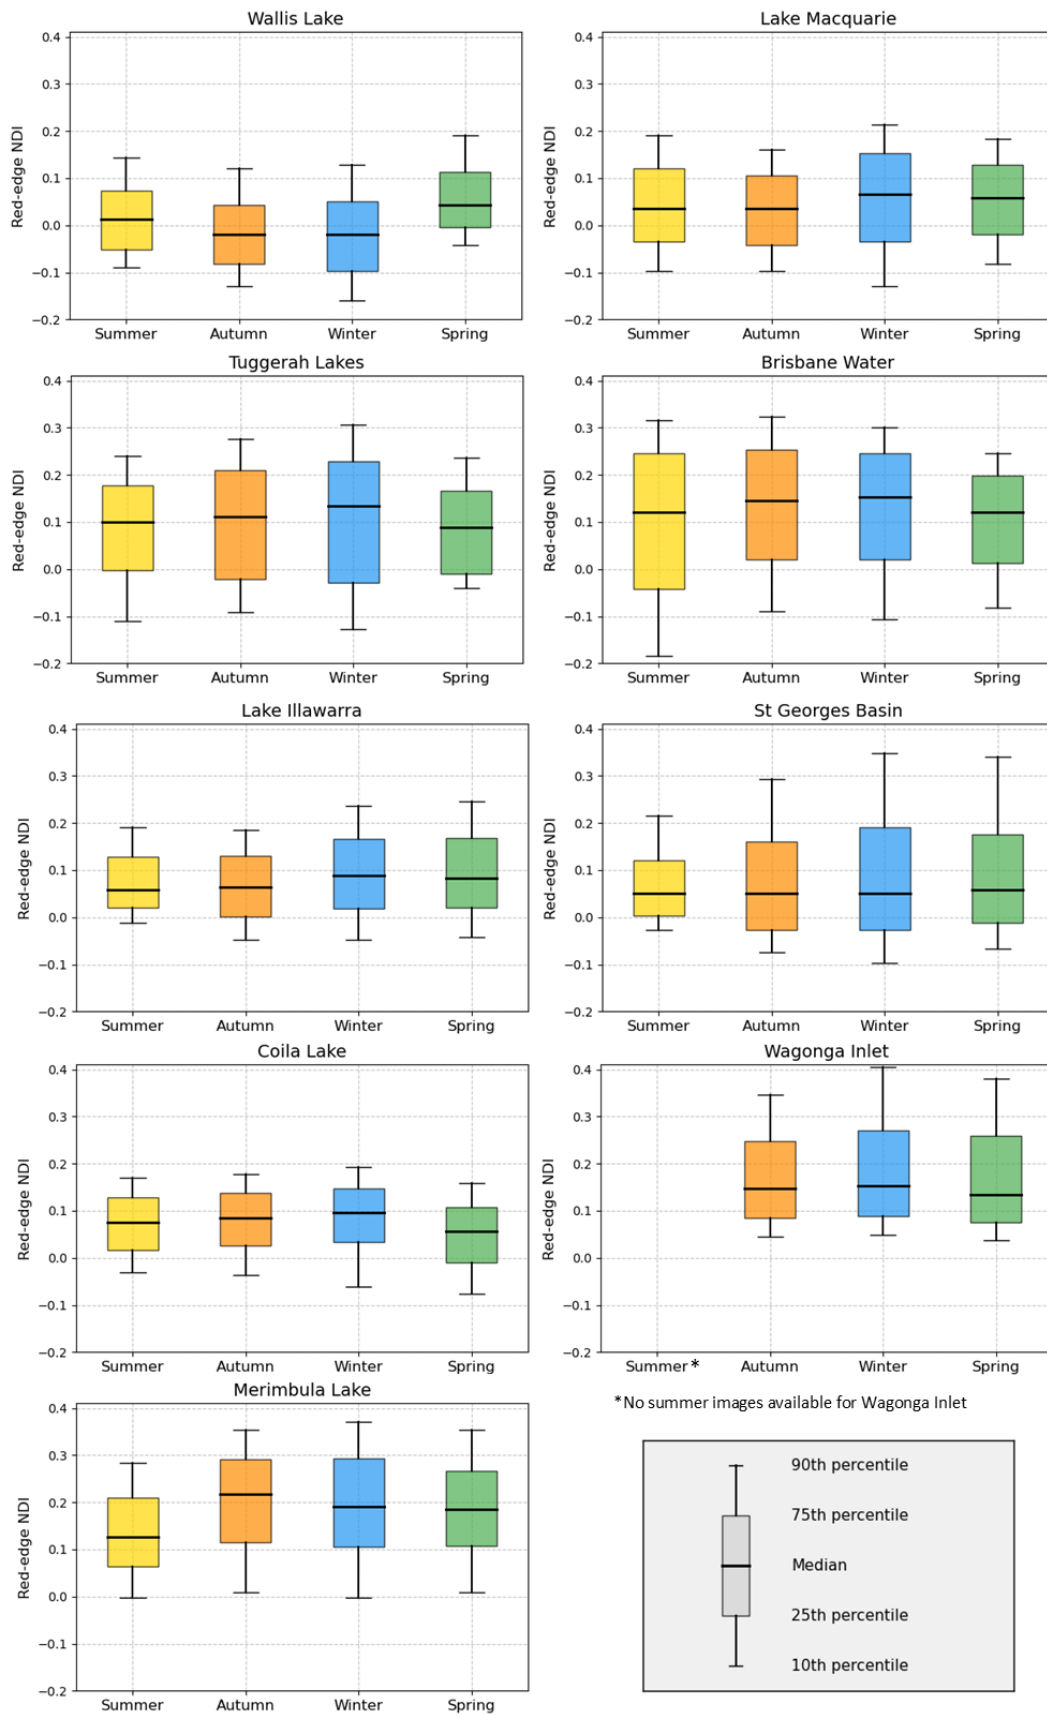 Wallis Lake
Lake Macquarie
Red-edge NDI
0.4
0.3
0.2
0.1
0.0
−0.1
−0.2
Summer
Autumn
Winter
Spring
Red-edge NDI
0.4
0.3
0.2
0.1
0.0
−0.1
−0.2
Summer
Autumn
Winter
Spring
Tuggerah Lakes
Brisbane Water
Red-edge NDI
0.4
0.3
0.2
0.1
0.0
−0.1
−0.2
Summer
Autumn
Winter
Spring
Red-edge NDI
0.4
0.3
0.2
0.1
0.0
−0.1
−0.2
Summer
Autumn
Winter
Spring
Lake Illawarra
St Georges Basin
Red-edge NDI
0.4
0.3
0.2
0.1
0.0
−0.1
−0.2
Summer
Autumn
Winter
Spring
Red-edge NDI
0.4
0.3
0.2
0.1
0.0
−0.1
−0.2
Summer
Autumn
Winter
Spring
Coila Lake
Wagonga Inlet
Red-edge NDI
0.4
0.3
0.2
0.1
0.0
−0.1
−0.2
Summer
Autumn
Winter
Spring
Red-edge NDI
0.4
0.3
0.2
0.1
0.0
−0.1
−0.2
Summer*
Autumn
Winter
Spring
Merimbula Lake
Red-edge NDI
0.4
0.3
0.2
0.1
0.0
−0.1
−0.2
Summer
Autumn
Winter
Spring
*No summer images available for Wagonga Inlet
90th percentile
75th percentile
Median
25th percentile
10th percentile